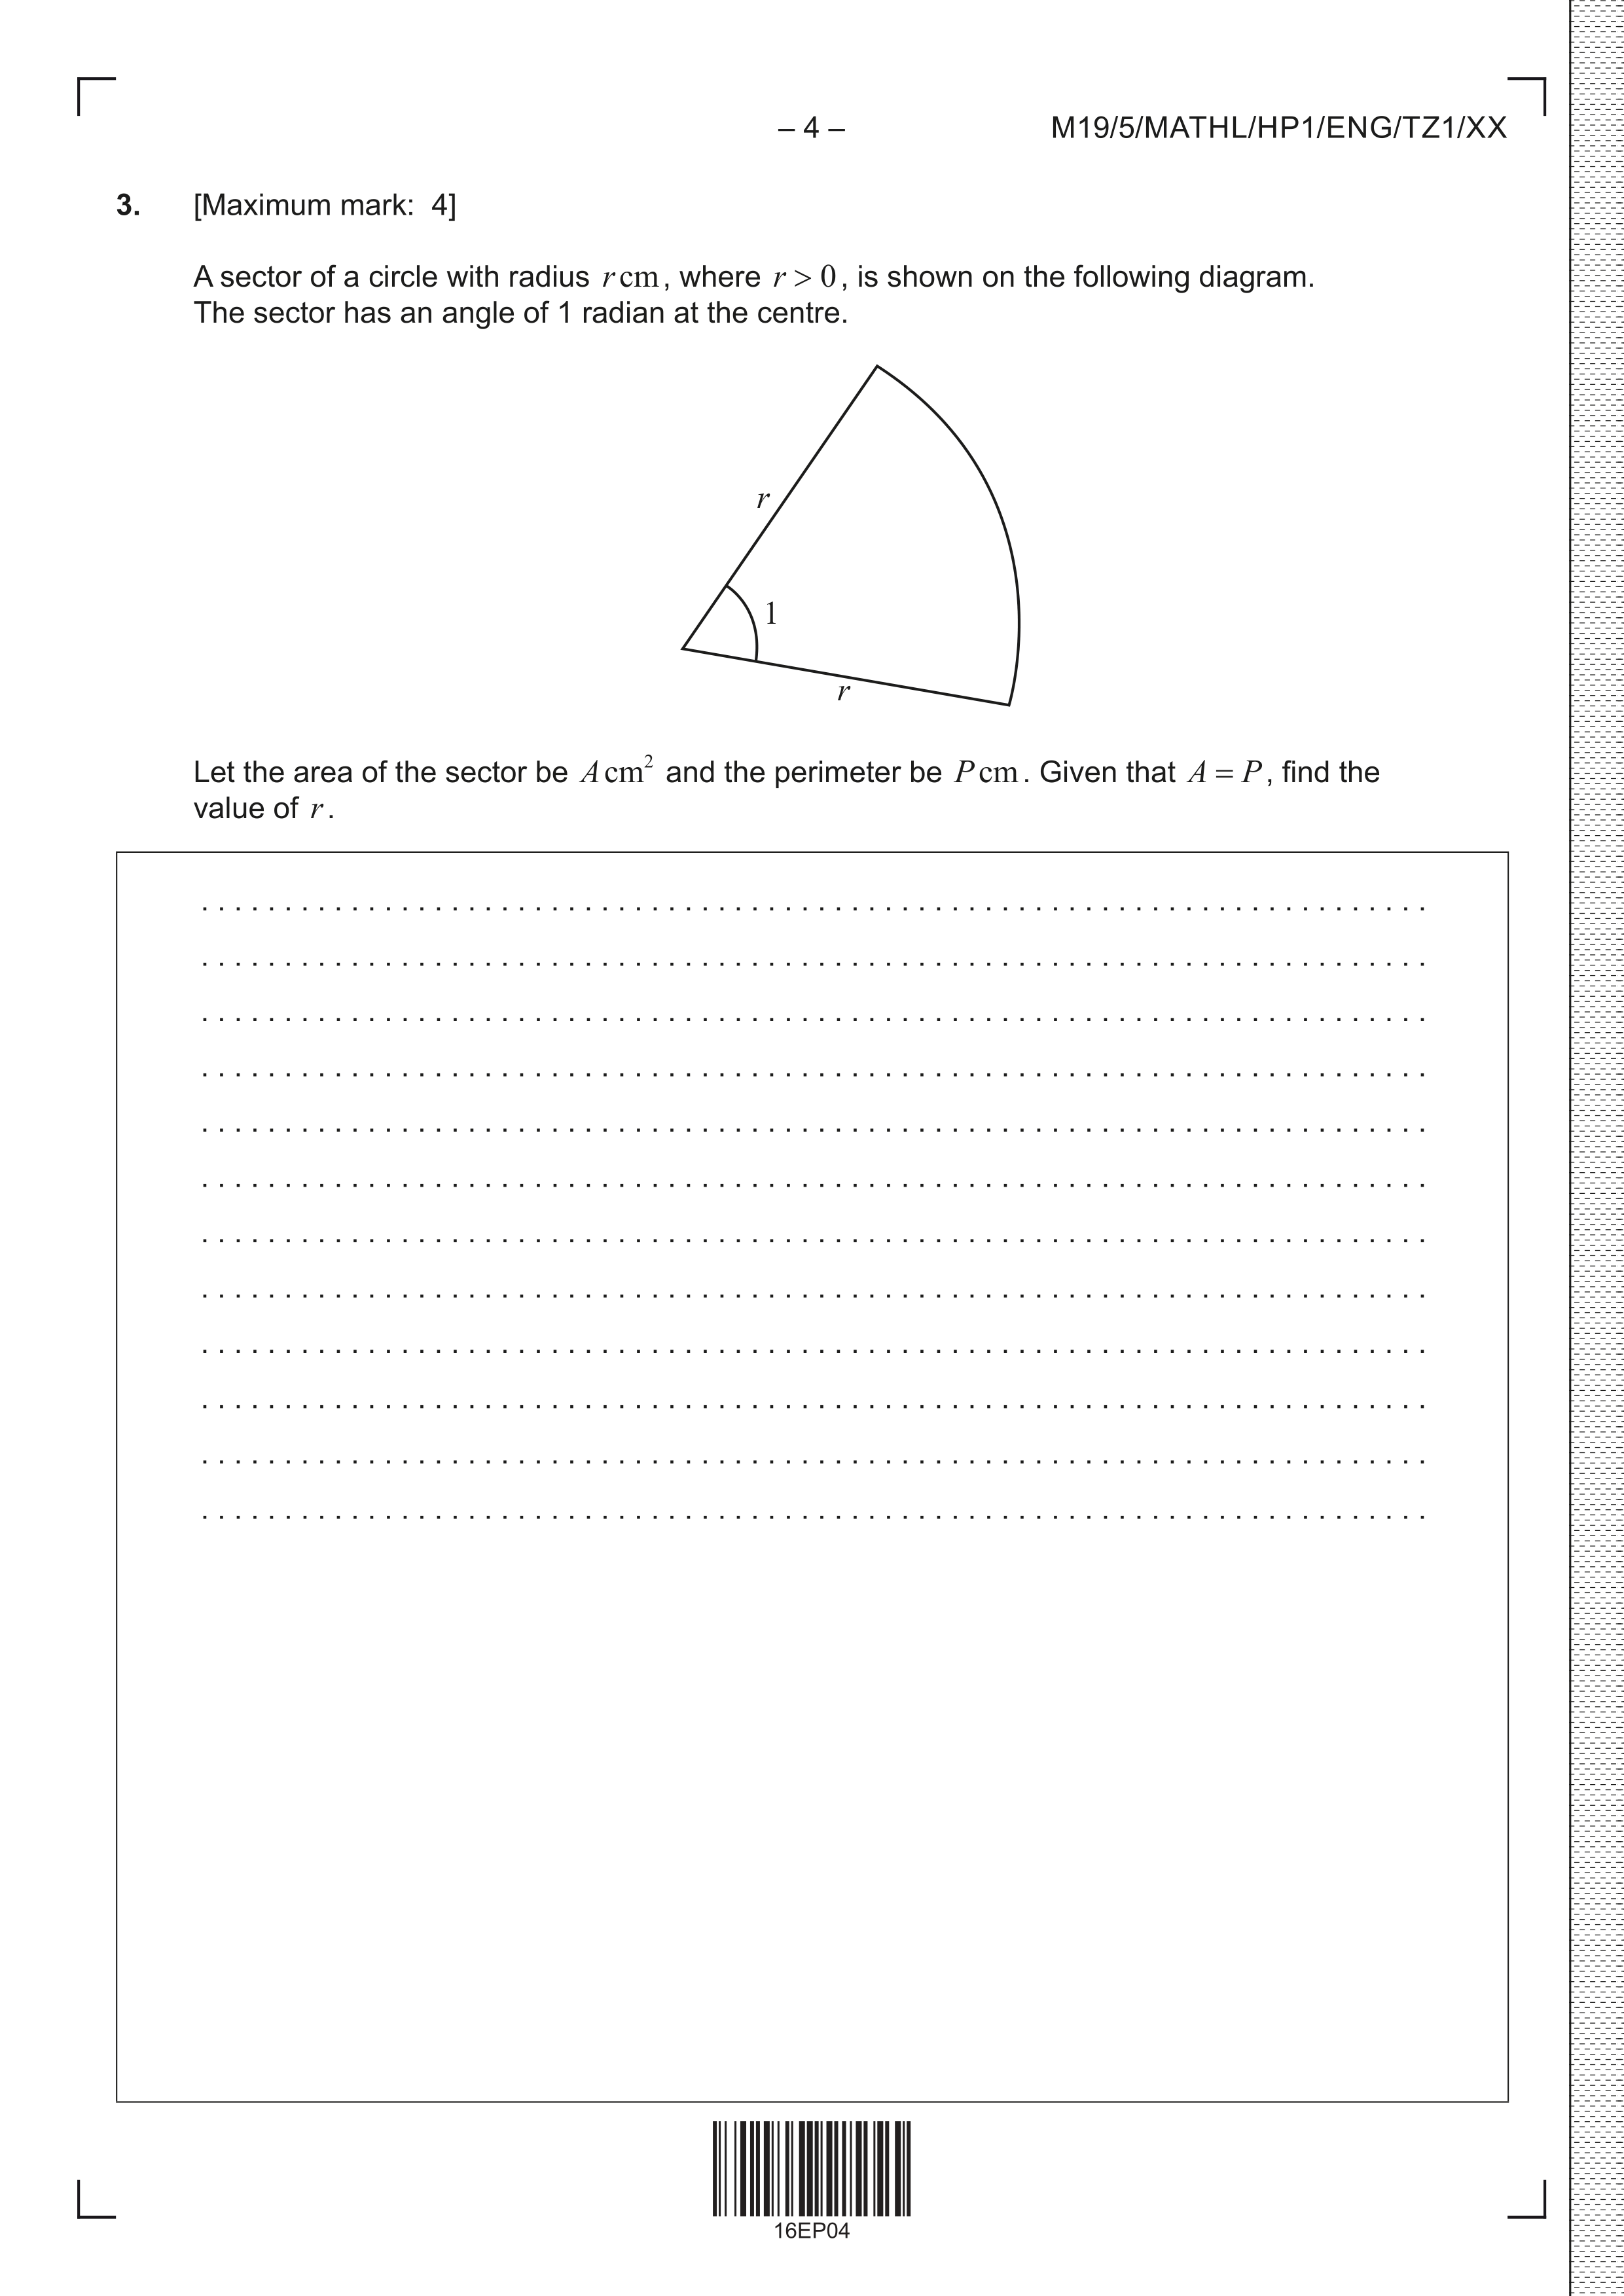 – 4 –
M19/5/MATHL/HP1/ENG/TZ1/XX
3. [Maximum mark: 4]
A sector of a circle with radius r cm, where r > 0, is shown on the following diagram.
The sector has an angle of 1 radian at the centre.
r
1
r
Let the area of the sector be A cm² and the perimeter be P cm. Given that A = P, find the
value of r.
16EP04